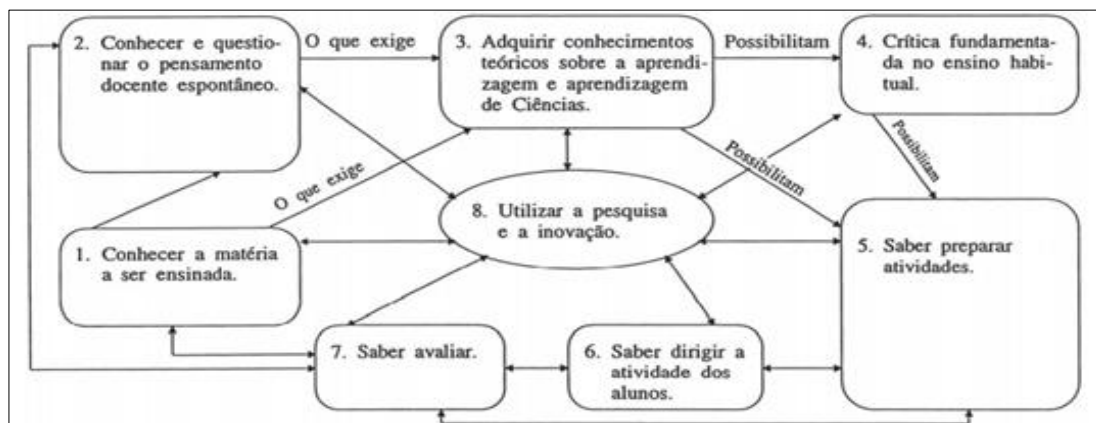 2. Conhecer e questio-
nar o pensamento
docente espontâneo.
O que exige
3. Adquirir conhecimentos
teóricos sobre a aprendi-
zagem e aprendizagem
de Ciências.
Possibilitam
4. Crítica fundamenta-
da no ensino habi-
tual.
O que exige
Possibilitam
Possibilitam
1. Conhecer a matéria
a ser ensinada.
8. Utilizar a pesquisa
e a inovação.
5. Saber preparar
atividades.
7. Saber avaliar.
6. Saber dirigir a
atividade dos
alunos.